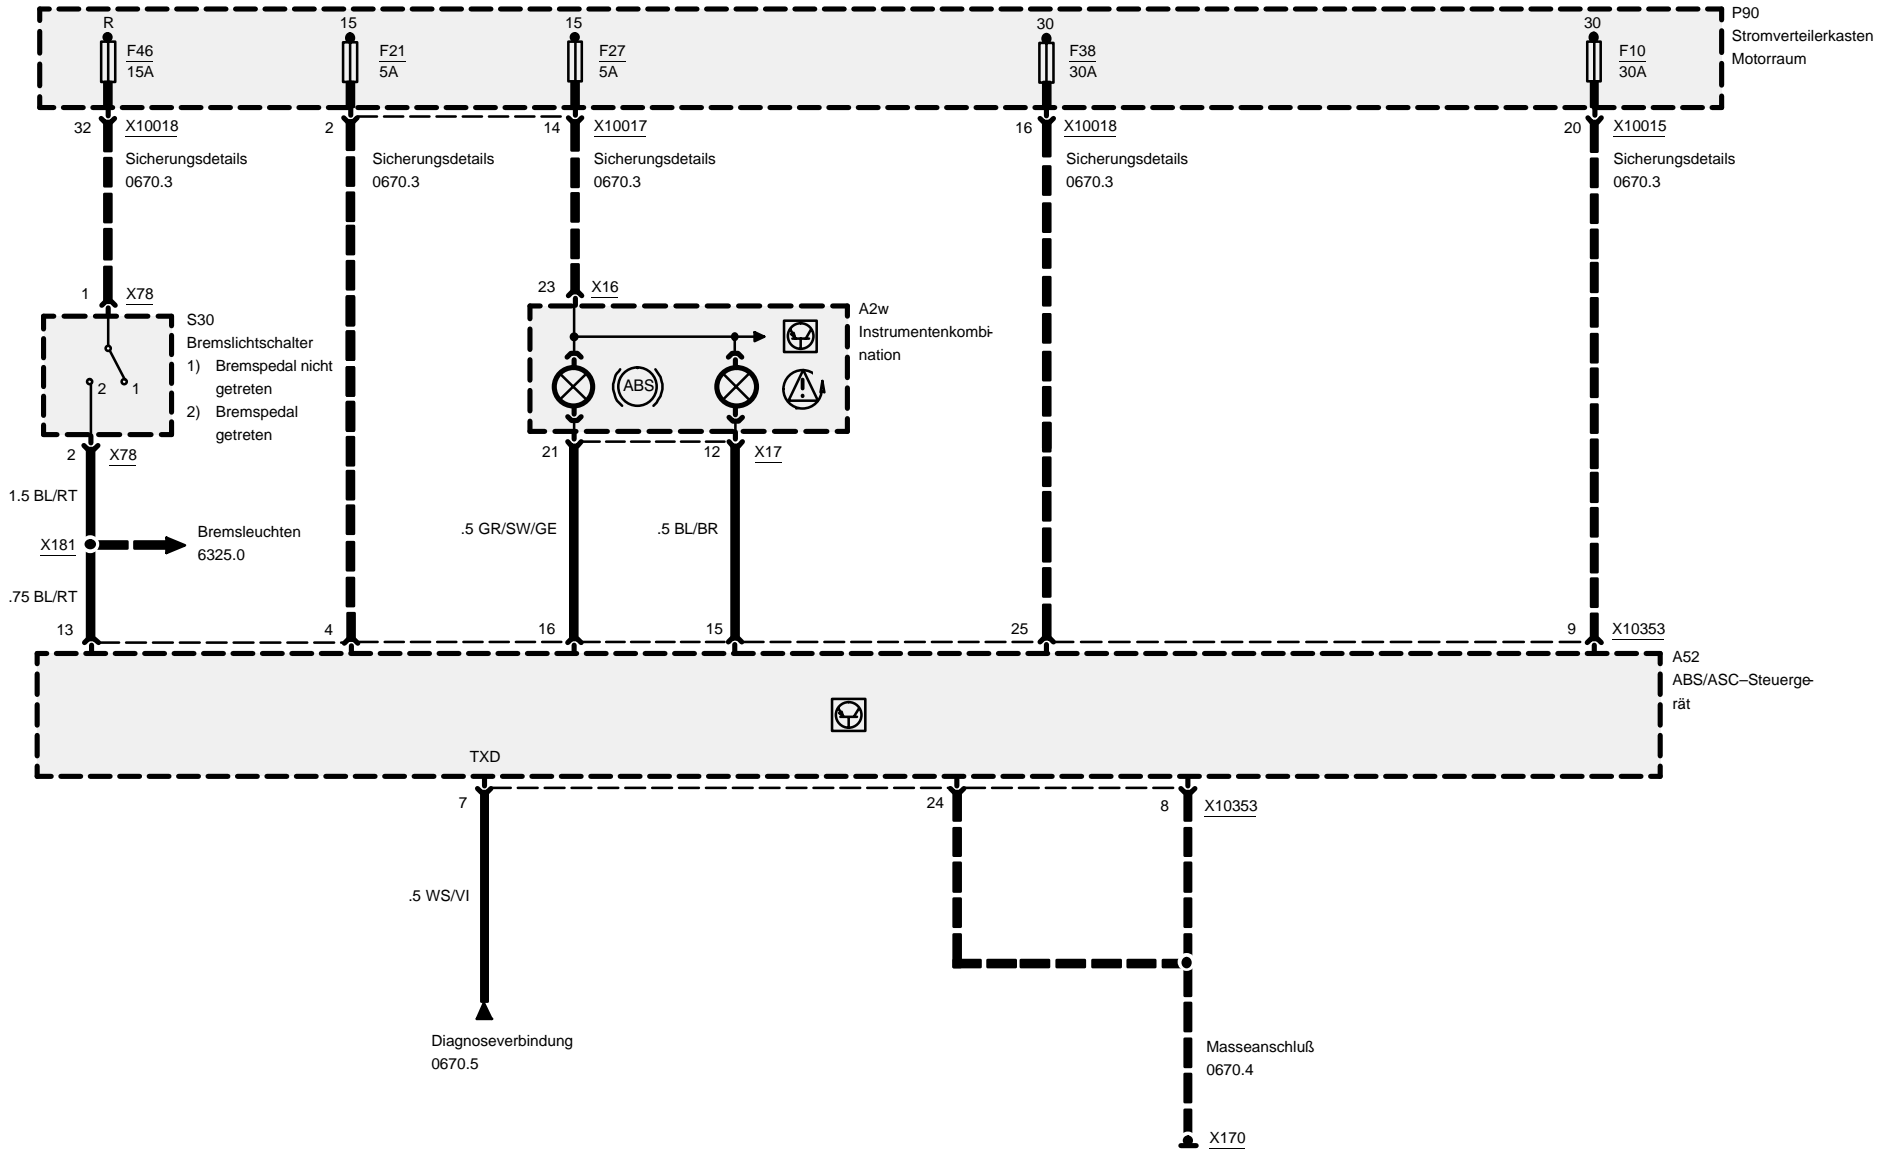 R
15
15
30
30
P90
Stromverteilerkasten
Motorraum
F46
15A
F21
5A
F27
5A
F38
30A
F10
30A
32
X10018
2
14
X10017
16
X10018
20
X10015
Sicherungsdetails
0670.3
Sicherungsdetails
0670.3
Sicherungsdetails
0670.3
Sicherungsdetails
0670.3
Sicherungsdetails
0670.3
1
X78
23
X16
S30
Bremslichtschalter
1) Bremspedal nicht
getreten
2) Bremspedal
getreten
2
1
A2w
Instrumentenkombi-
nation
ABS
2
X78
21
12
X17
1.5 BL/RT
X181
Bremsleuchten
6325.0
.75 BL/RT
.5 GR/SW/GE
.5 BL/BR
13
4
16
15
25
9
X10353
A52
ABS/ASC–Steuerge-
rät
TXD
7
24
8
X10353
.5 WS/VI
Diagnoseverbindung
0670.5
Masseanschluß
0670.4
X170